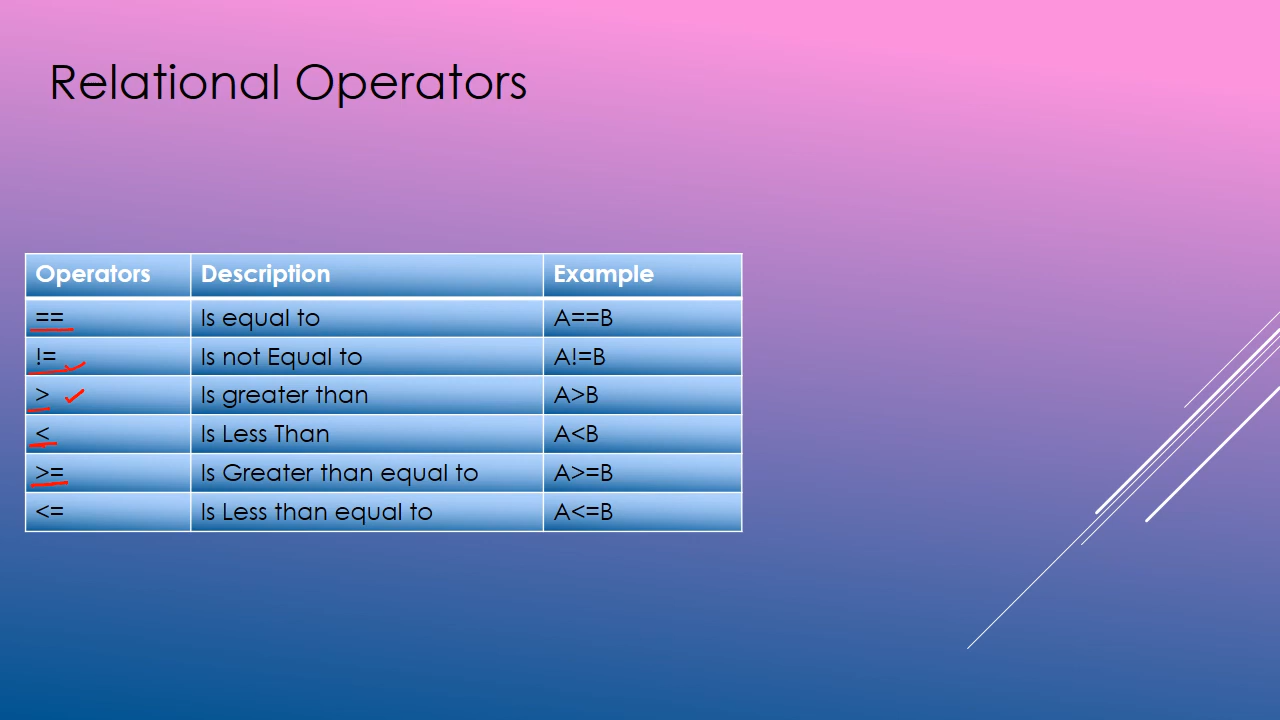 Relational Operators
Operators Description Example
== Is equal to A==B
!= Is not Equal to A!=B
> Is greater than A>B
< Is Less Than A<B
>= Is Greater than equal to A>=B
<= Is Less than equal to A<=B